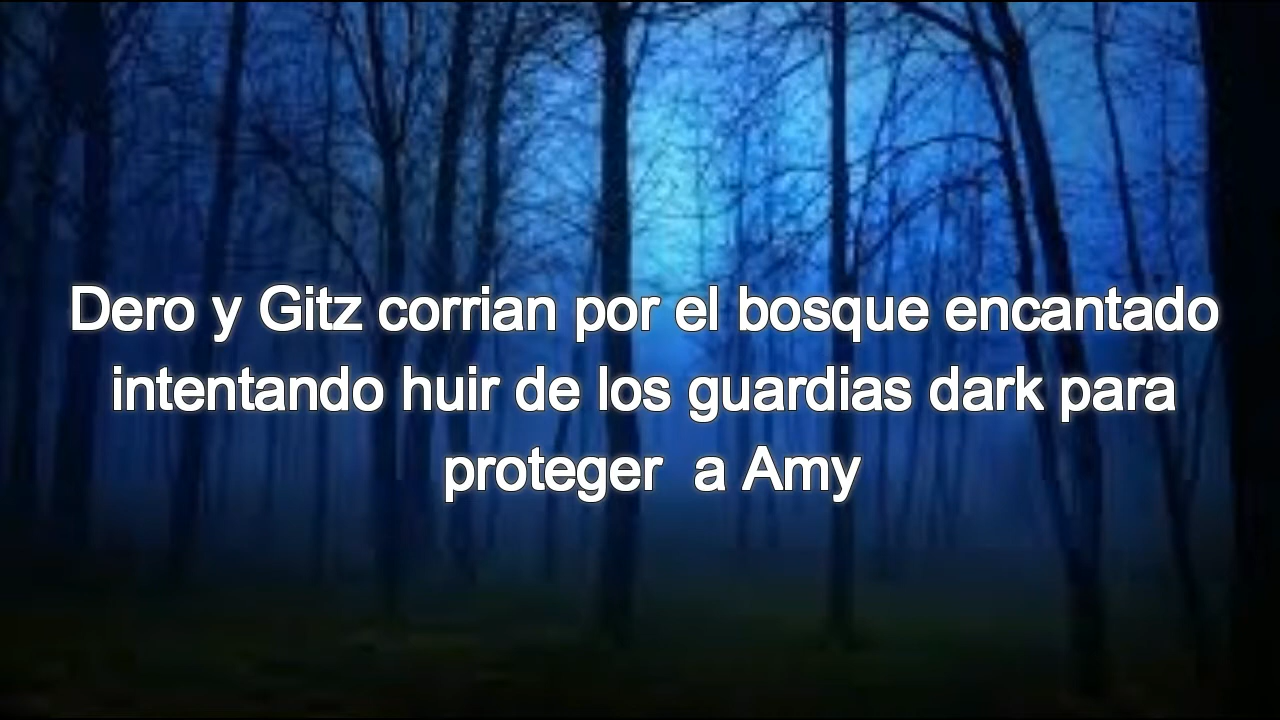 Dero y Gitz corrian por el bosque encantado
intentando huir de los guardias dark para
proteger  a Amy